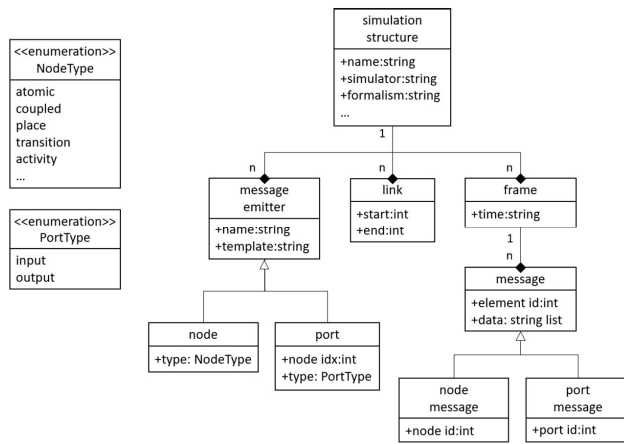 simulation
structure
+name:string
+simulator:string
+formalism:string
...
<<enumeration>>
NodeType
atomic
coupled
place
transition
activity
...
<<enumeration>>
PortType
input
output
1
n
n
n
message
emitter
+name:string
+template:string
link
+start:int
+end:int
frame
+time:string
1
n
message
+element id:int
+data: string list
node
+type: NodeType
port
+node idx:int
+type: PortType
node
message
+node id:int
port
message
+port id:int